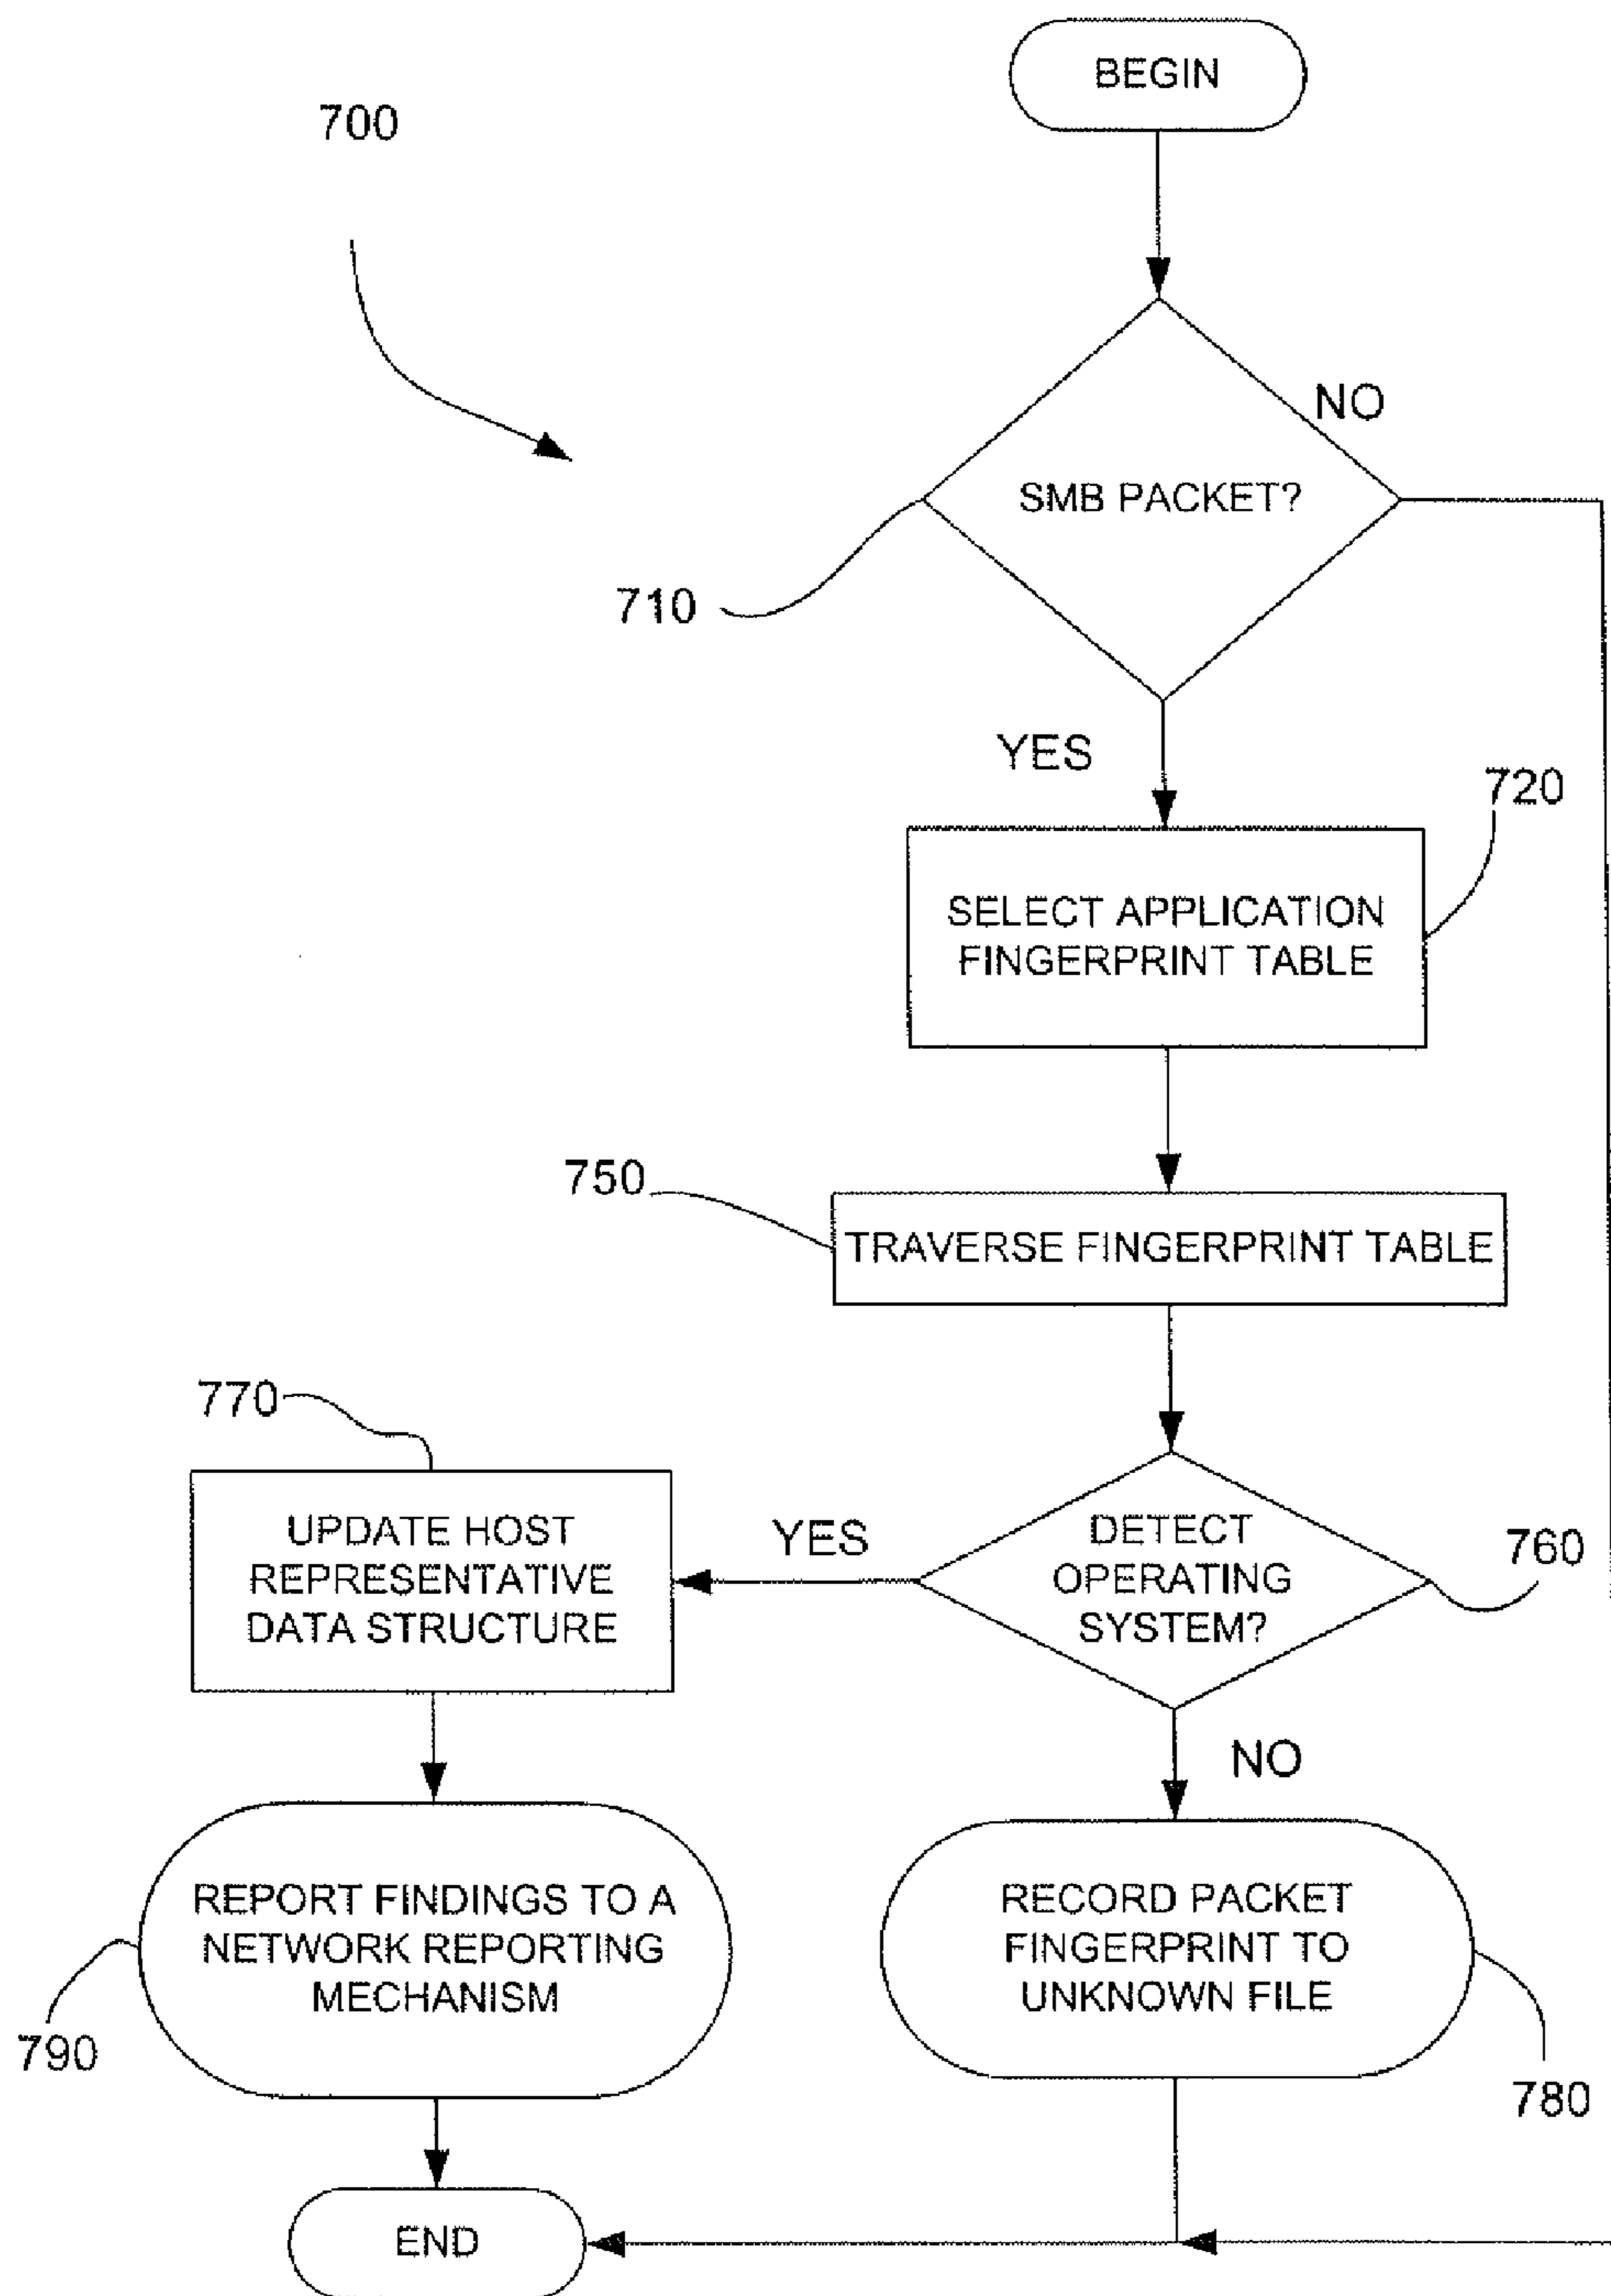 BEGIN
700
NO
SMB PACKET?
710
YES
720
SELECT APPLICATION
FINGERPRINT TABLE
750
TRAVERSE FINGERPRINT TABLE
770
UPDATE HOST
REPRESENTATIVE
DATA STRUCTURE
YES
DETECT
OPERATING
SYSTEM?
760
NO
REPORT FINDINGS TO A
NETWORK REPORTING
MECHANISM
RECORD PACKET
FINGERPRINT TO
UNKNOWN FILE
790
780
END